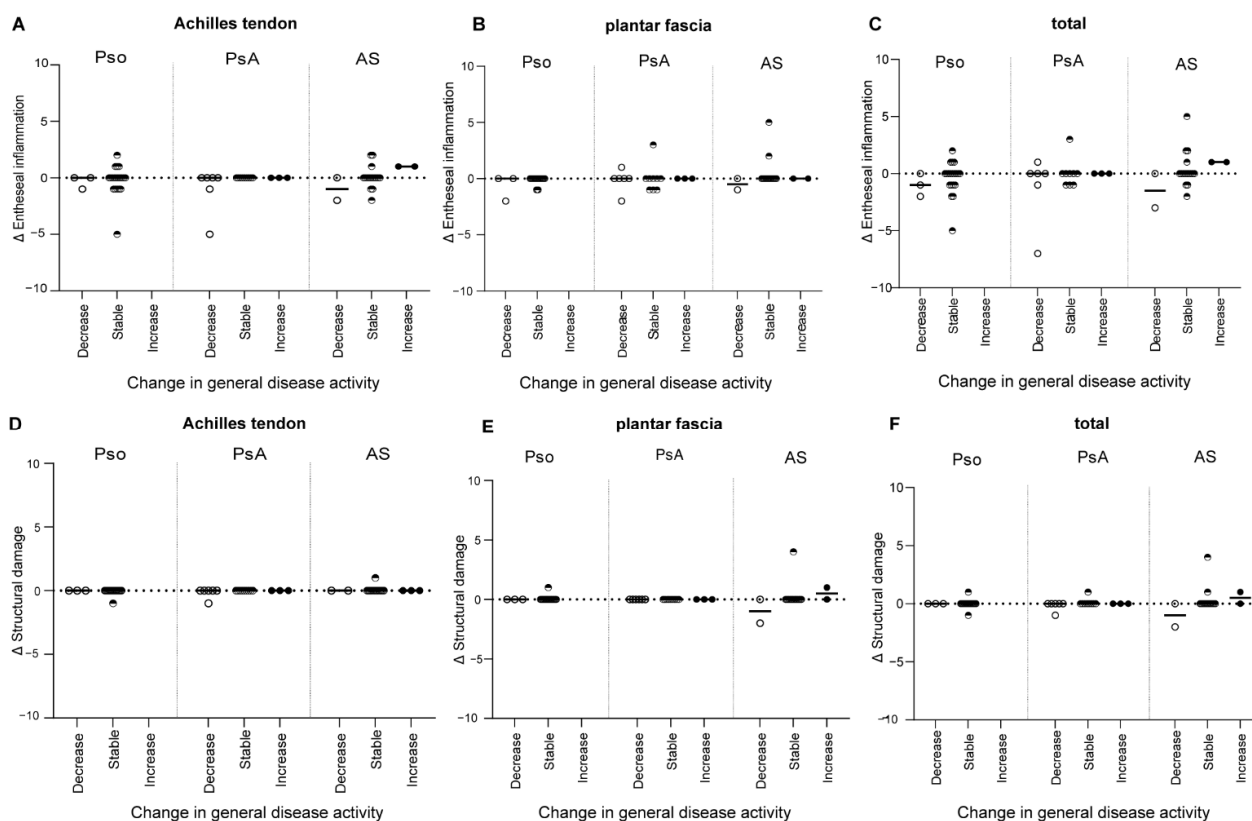 A
Achilles tendon
Pso PsA AS
Δ Entheseal inflammation
10
5
0
−5
−10
Decrease Stable Increase Decrease Stable Increase Decrease Stable Increase
Change in general disease activity
B
plantar fascia
Pso PsA AS
Δ Entheseal inflammation
10
5
0
−5
−10
Decrease Stable Increase Decrease Stable Increase Decrease Stable Increase
Change in general disease activity
C
total
Pso PsA AS
Δ Entheseal inflammation
10
5
0
−5
−10
Decrease Stable Increase Decrease Stable Increase Decrease Stable Increase
Change in general disease activity
D
Achilles tendon
Pso PsA AS
Δ Structural damage
10
5
0
−5
−10
Decrease Stable Increase Decrease Stable Increase Decrease Stable Increase
Change in general disease activity
E
plantar fascia
Pso PsA AS
Δ Structural damage
10
5
0
−5
−10
Decrease Stable Increase Decrease Stable Increase Decrease Stable Increase
Change in general disease activity
F
total
Pso PsA AS
Δ Structural damage
10
5
0
−5
−10
Decrease Stable Increase Decrease Stable Increase Decrease Stable Increase
Change in general disease activity